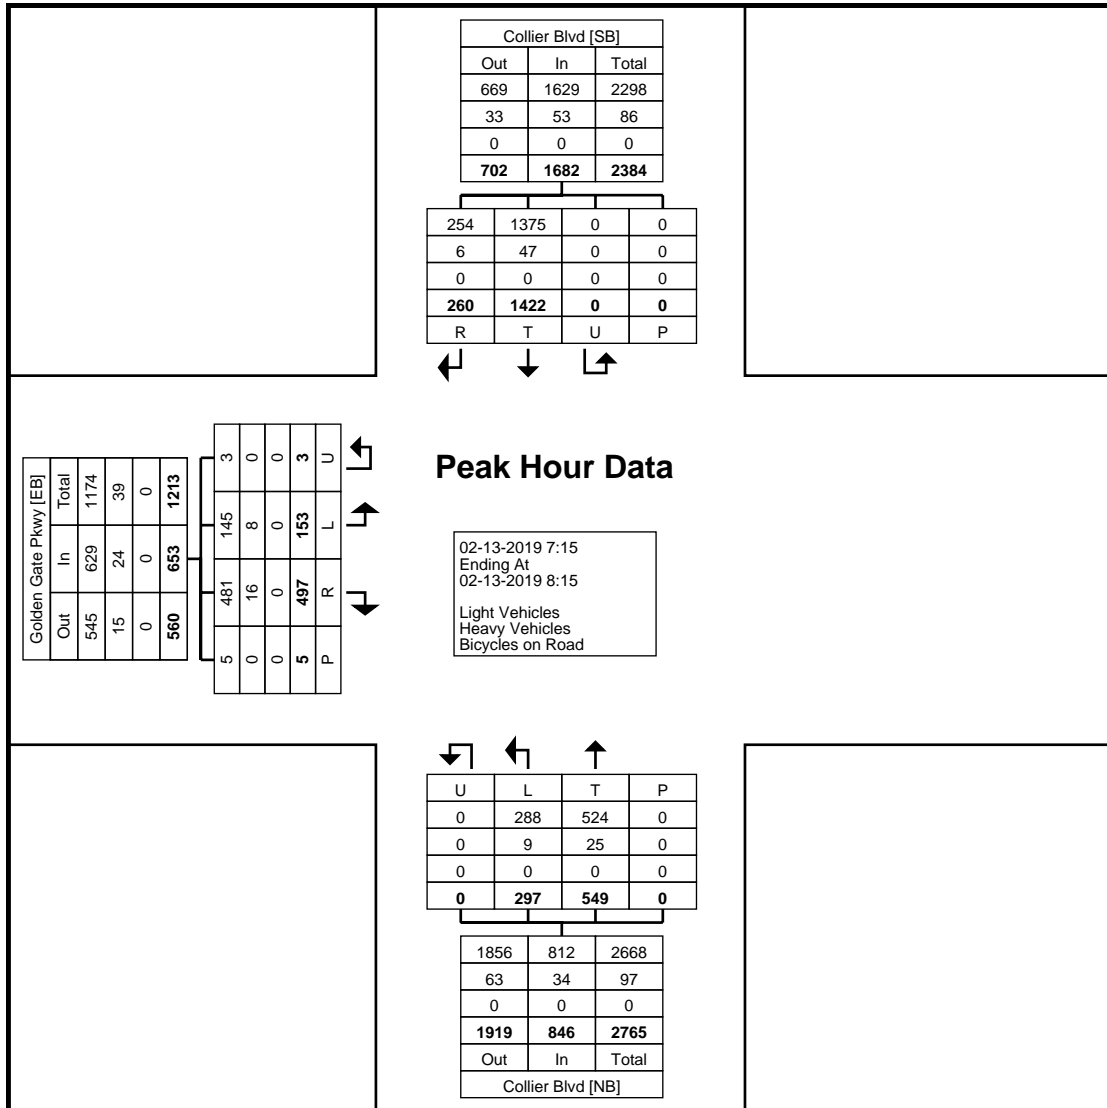 Collier Blvd [SB]
Out In Total
669 1629 2298
33 53 86
0 0 0
702 1682 2384
254 1375 0 0
6 47 0 0
0 0 0 0
260 1422 0 0
R T U P
Golden Gate Pkwy [EB]
Out In Total
545 629 1174
15 24 39
0 0 0
560 653 1213
5 481 145 3
0 16 8 0
0 0 0 0
5 497 153 3
P R L U
Peak Hour Data
02-13-2019 7:15
Ending At
02-13-2019 8:15
Light Vehicles
Heavy Vehicles
Bicycles on Road
U L T P
0 288 524 0
0 9 25 0
0 0 0 0
0 297 549 0
1856 812 2668
63 34 97
0 0 0
1919 846 2765
Out In Total
Collier Blvd [NB]